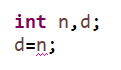 int n,d;
d=n;